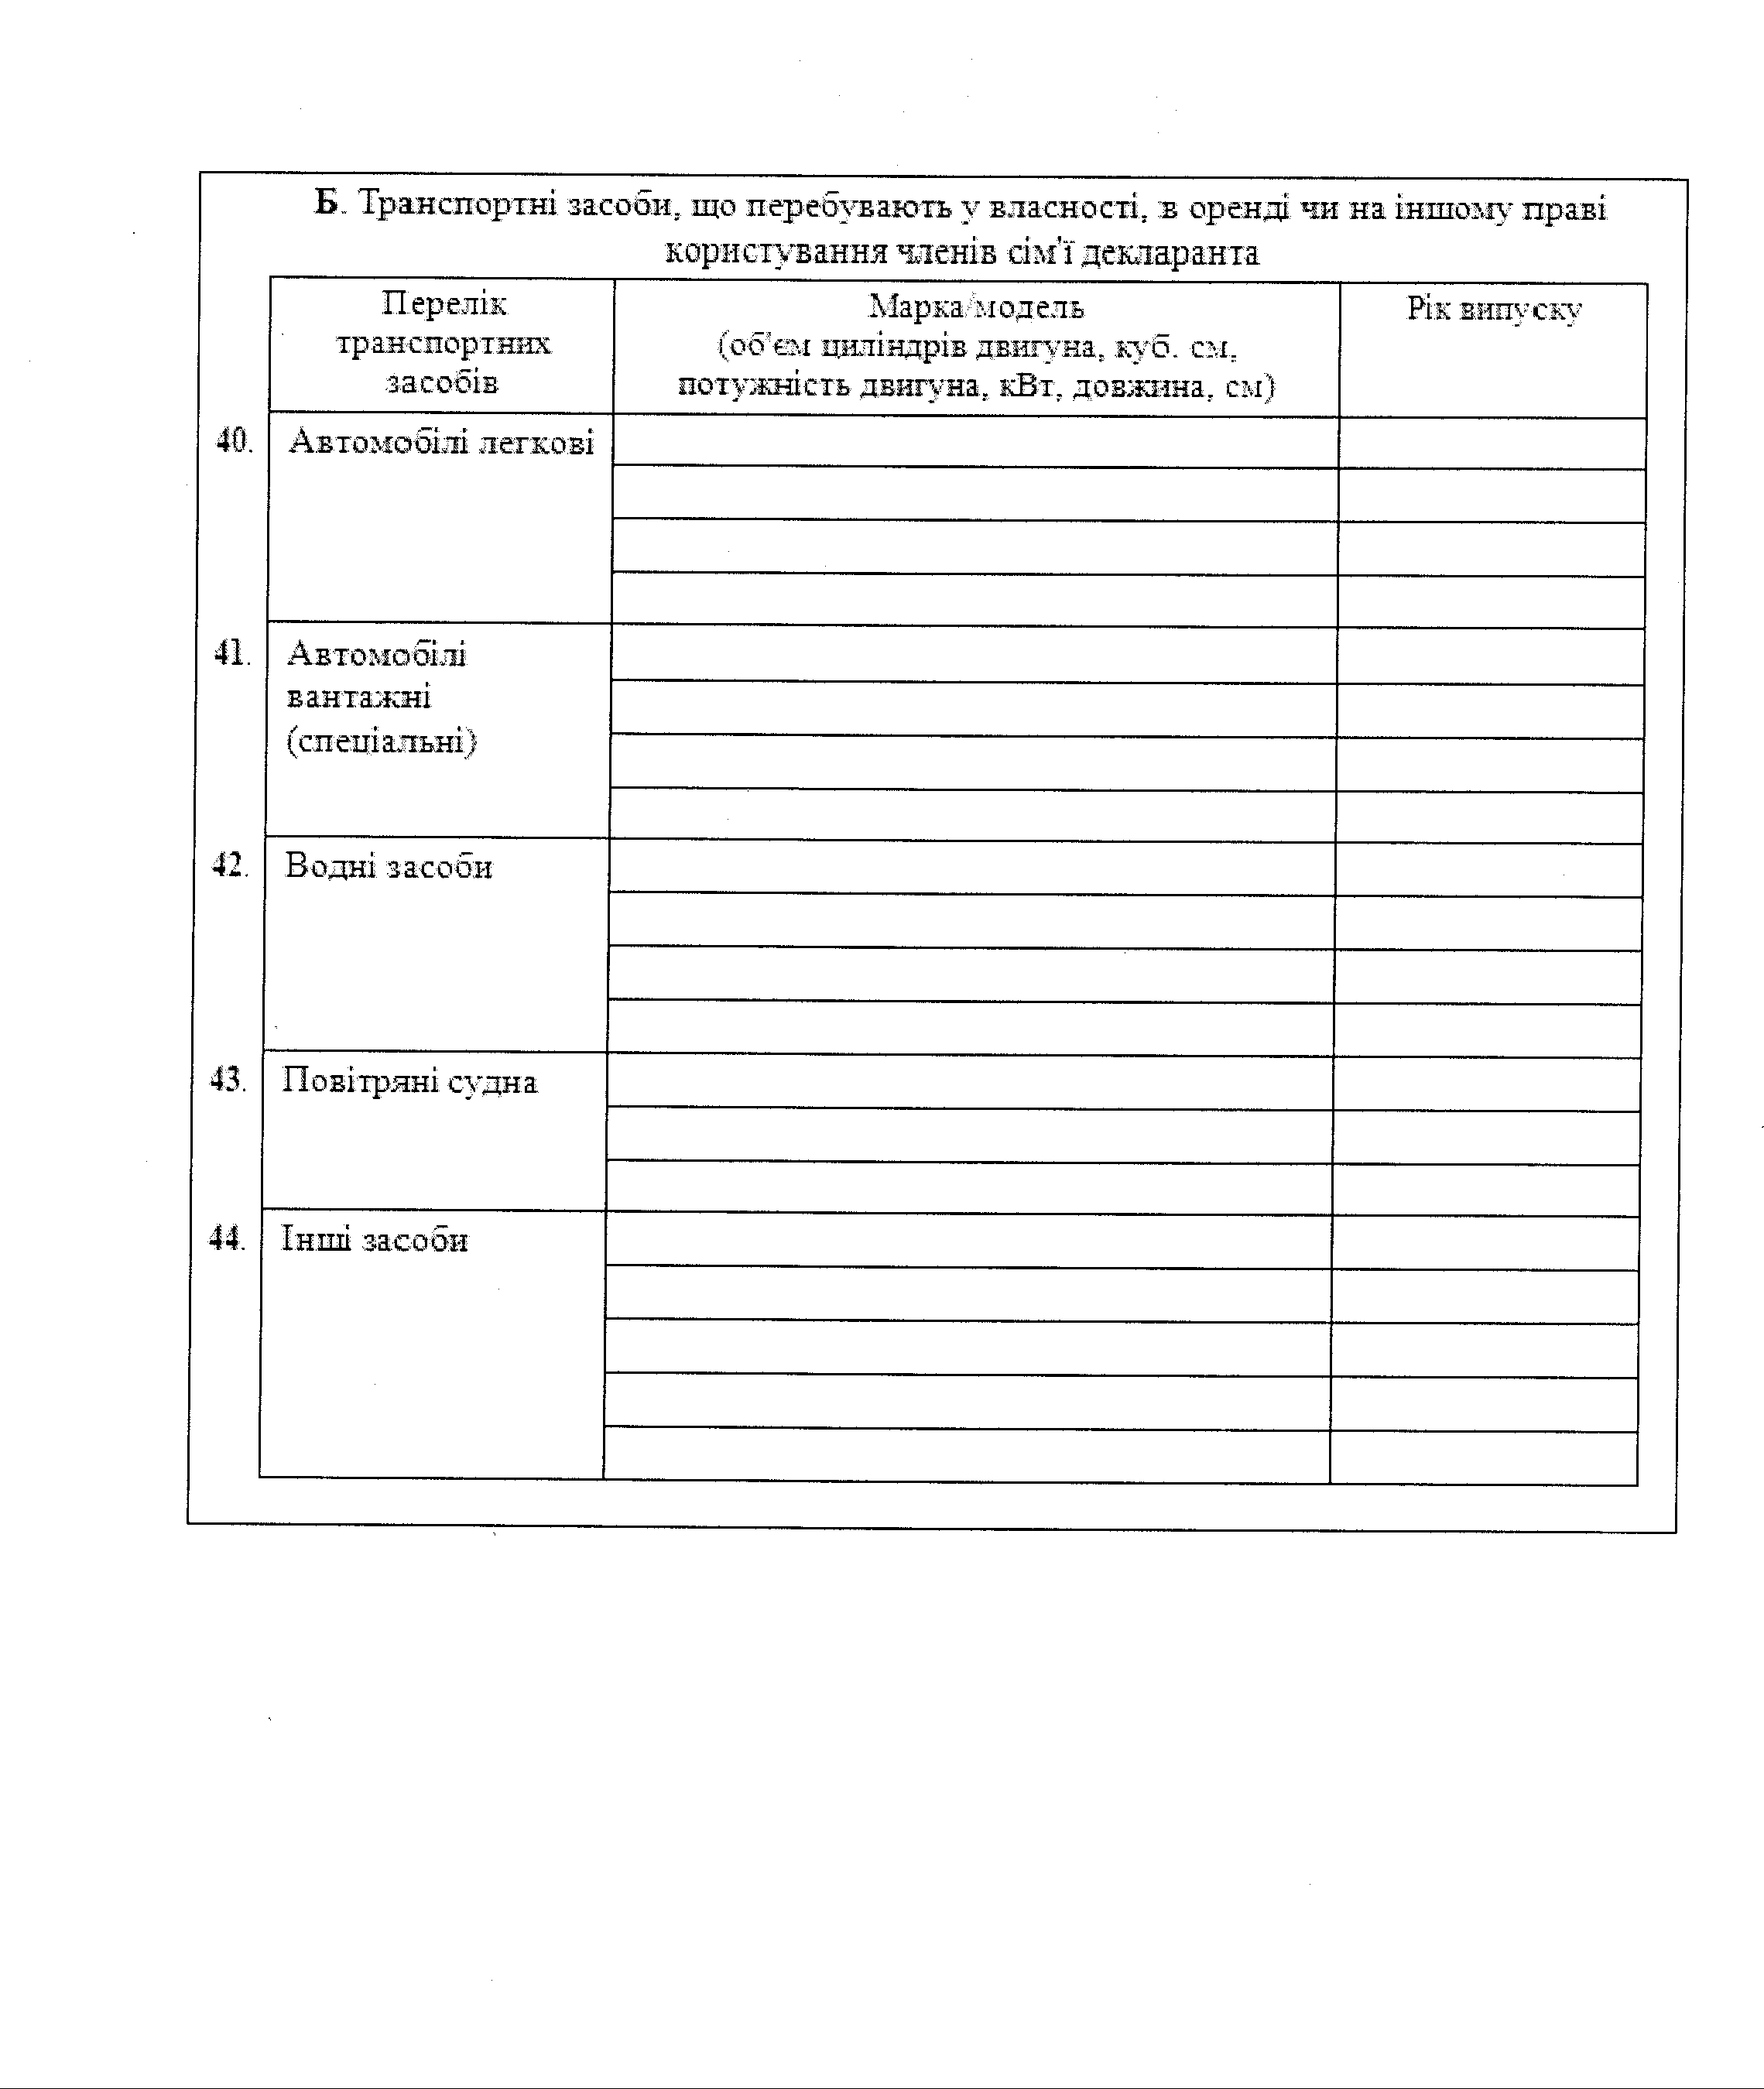 Б. Транспортні засоби, що перебувають у власності, в оренді чи на іншому праві
користування членів сім'ї декларанта
Перелік
транспортних
засобів
Марка/модель
(об'єм циліндрів двигуна, куб. см,
потужність двигуна, кВт, довжина, см)
Рік випуску
40. Автомобілі легкові
41. Автомобілі
вантажні
(спеціальні)
42. Водні засоби
43. Повітряні судна
44. Інші засоби